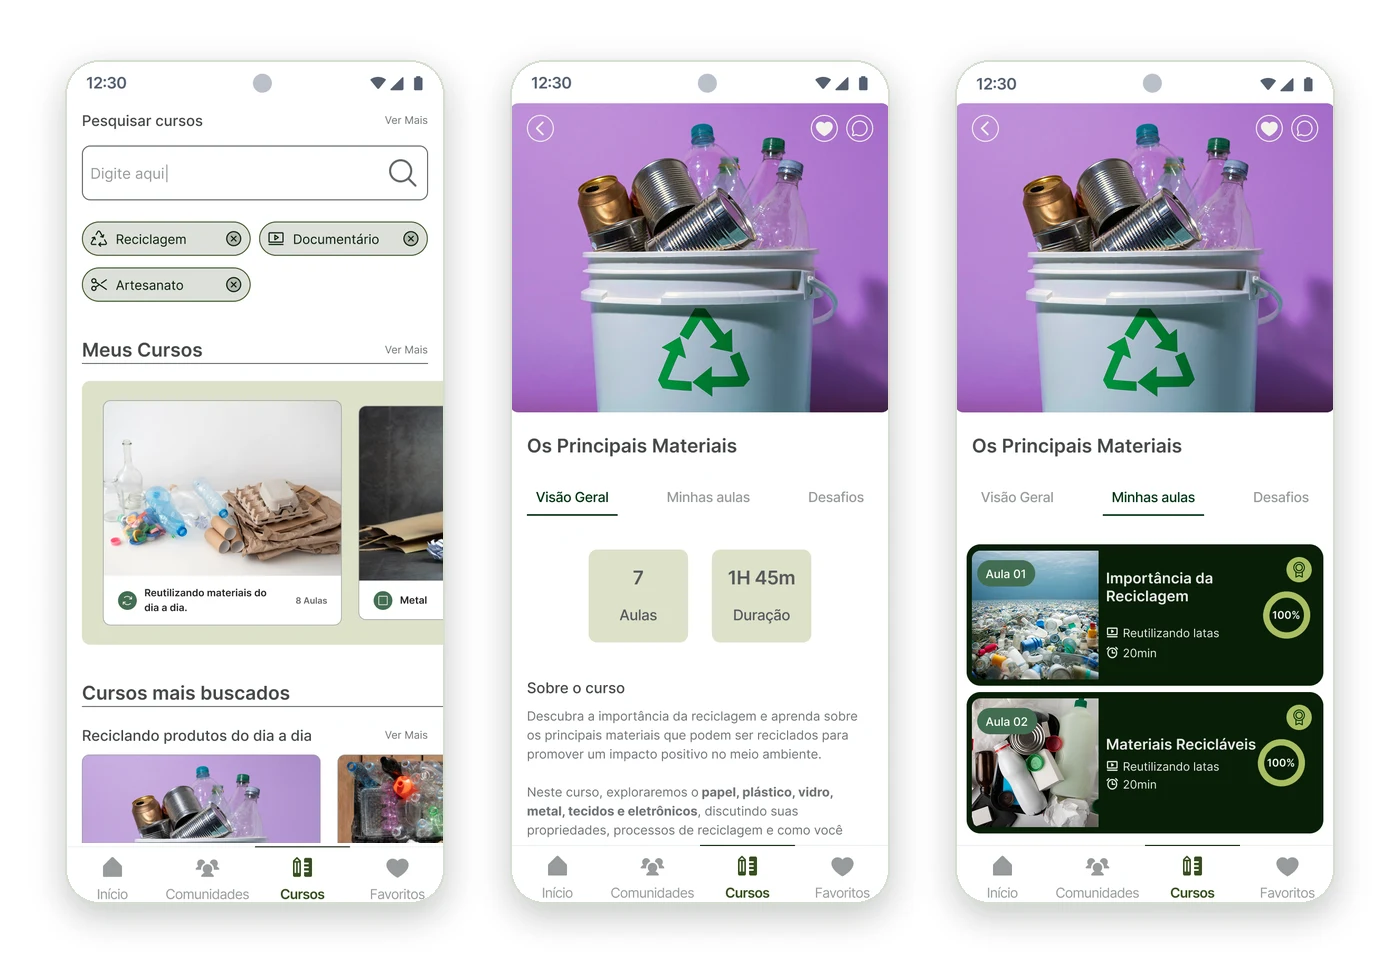 12:30
Pesquisar cursos
Ver Mais
Digite aqui
Reciclagem
Documentário
Artesanato
Meus Cursos
Ver Mais
Reutilizando materiais do
dia a dia.
8 Aulas
Metal
Cursos mais buscados
Reciclando produtos do dia a dia
Ver Mais
Início
Comunidades
Cursos
Favoritos
12:30
Os Principais Materiais
Visão Geral
Minhas aulas
Desafios
7
Aulas
1H 45m
Duração
Sobre o curso
Descubra a importância da reciclagem e aprenda sobre
os principais materiais que podem ser reciclados para
promover um impacto positivo no meio ambiente.
Neste curso, exploraremos o papel, plástico, vidro,
metal, tecidos e eletrônicos, discutindo suas
propriedades, processos de reciclagem e como você
Início
Comunidades
Cursos
Favoritos
12:30
Os Principais Materiais
Visão Geral
Minhas aulas
Desafios
Aula 01
Importância da
Reciclagem
100%
Reutilizando latas
20min
Aula 02
Materiais Recicláveis
100%
Reutilizando latas
20min
Início
Comunidades
Cursos
Favoritos